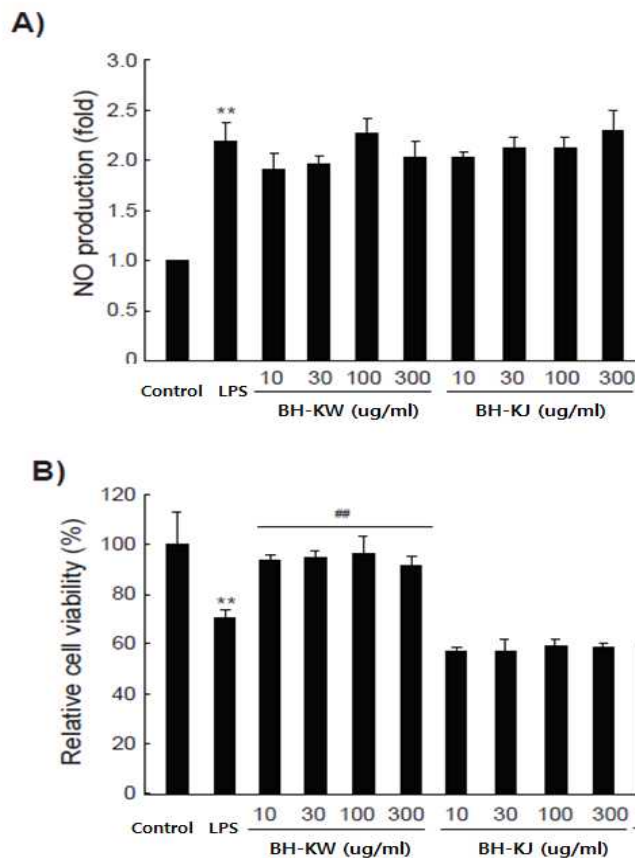 A)
NO production (fold)
3.0
2.5
2.0
1.5
1.0
0.5
0
**
10 30 100 300 10 30 100 300
Control LPS BH-KW (ug/ml) BH-KJ (ug/ml)
B)
Relative cell viability (%)
120
100
80
60
40
20
0
**
##
10 30 100 300 10 30 100 300
Control LPS BH-KW (ug/ml) BH-KJ (ug/ml)